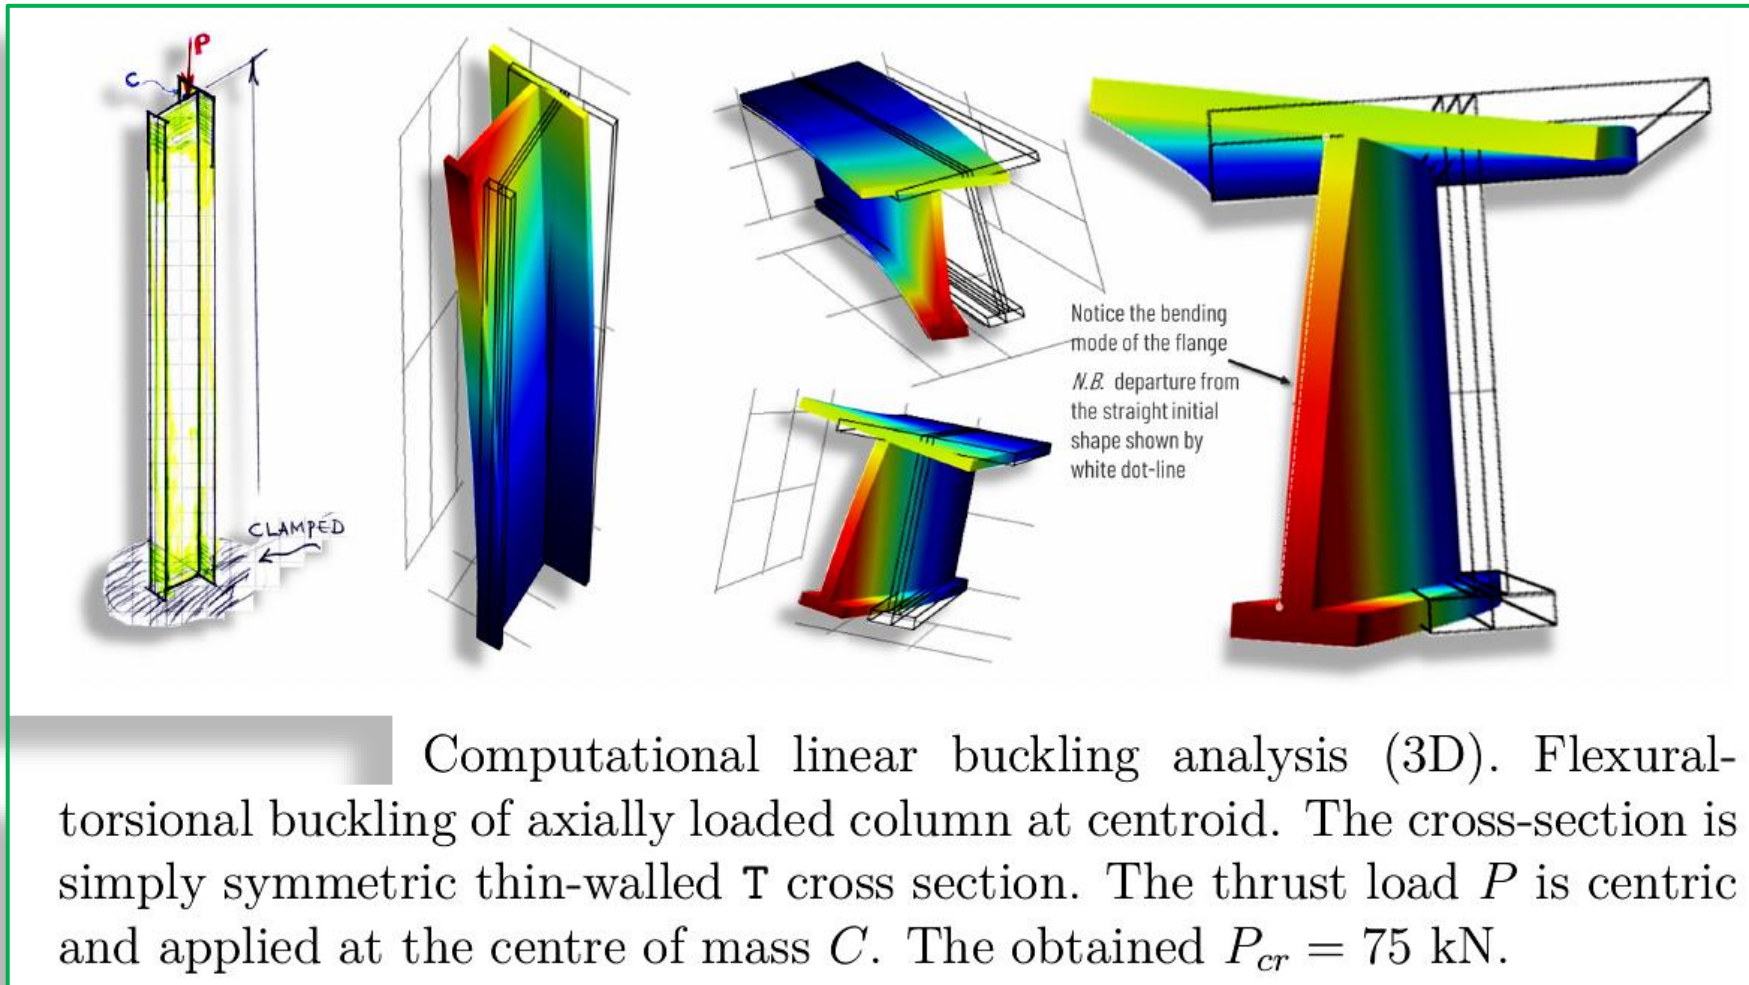 P
C
CLAMPED
Notice the bending
mode of the flange
N.B. departure from
the straight initial
shape shown by
white dot-line
Computational linear buckling analysis (3D). Flexural-
torsional buckling of axially loaded column at centroid. The cross-section is
simply symmetric thin-walled T cross section. The thrust load P is centric
and applied at the centre of mass C. The obtained P_cr = 75 kN.